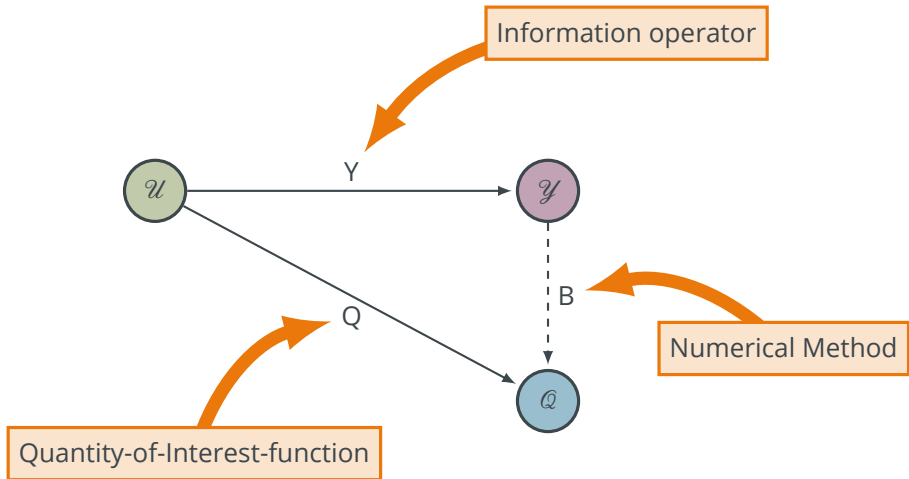 Information operator
Y
𝒰
𝒴
B
Q
Numerical Method
𝒬
Quantity-of-Interest-function